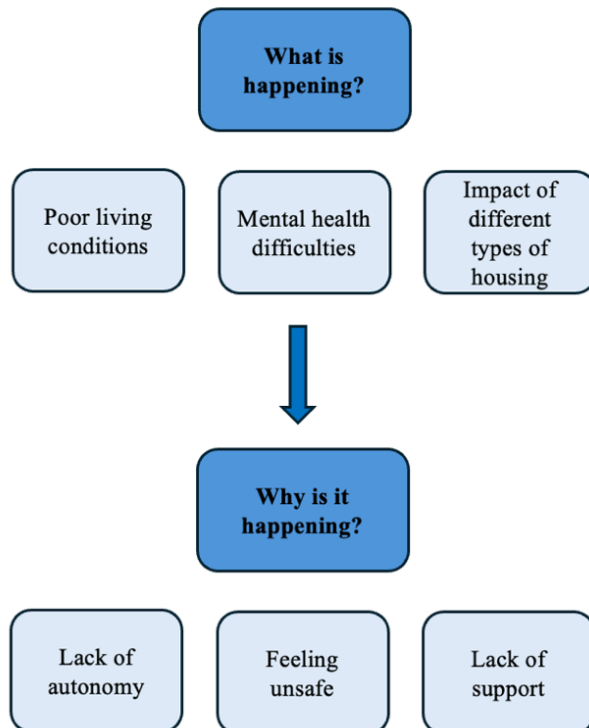 What is
happening?
Poor living
conditions
Mental health
difficulties
Impact of
different
types of
housing
Why is it
happening?
Lack of
autonomy
Feeling
unsafe
Lack of
support